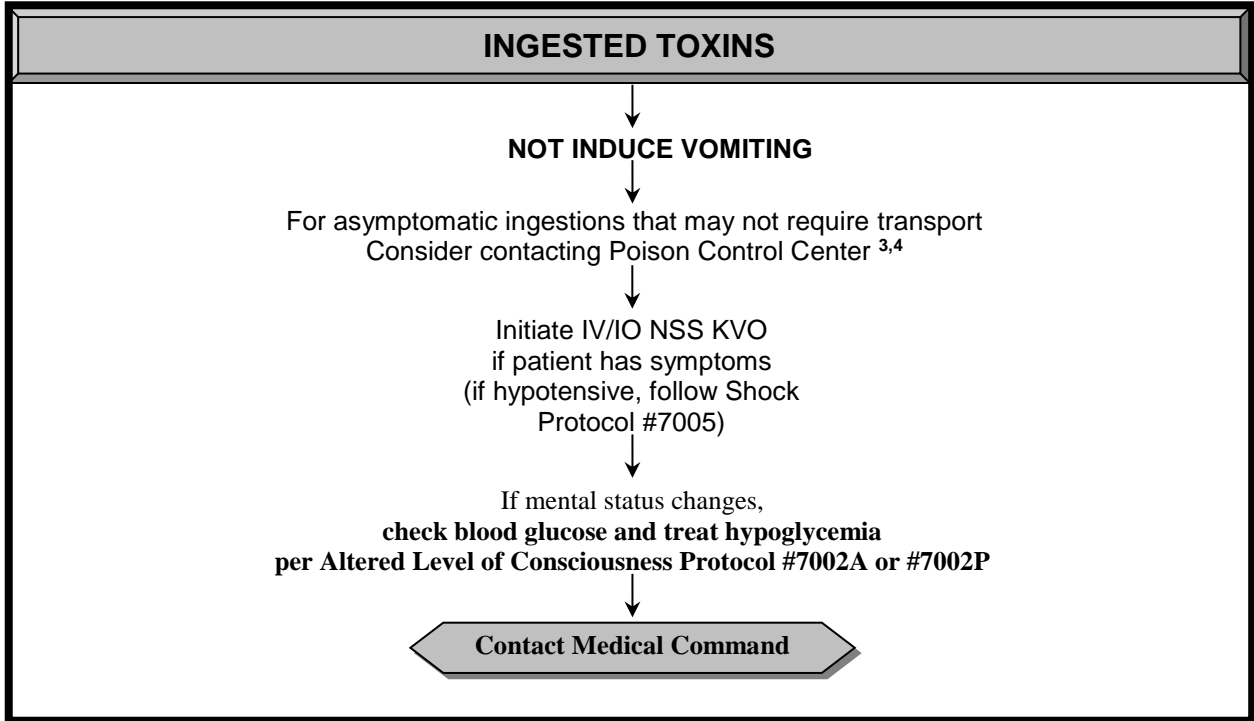 INGESTED TOXINS
NOT INDUCE VOMITING
For asymptomatic ingestions that may not require transport
Consider contacting Poison Control Center 3,4
Initiate IV/IO NSS KVO
if patient has symptoms
(if hypotensive, follow Shock
Protocol #7005)
If mental status changes,
check blood glucose and treat hypoglycemia
per Altered Level of Consciousness Protocol #7002A or #7002P
Contact Medical Command